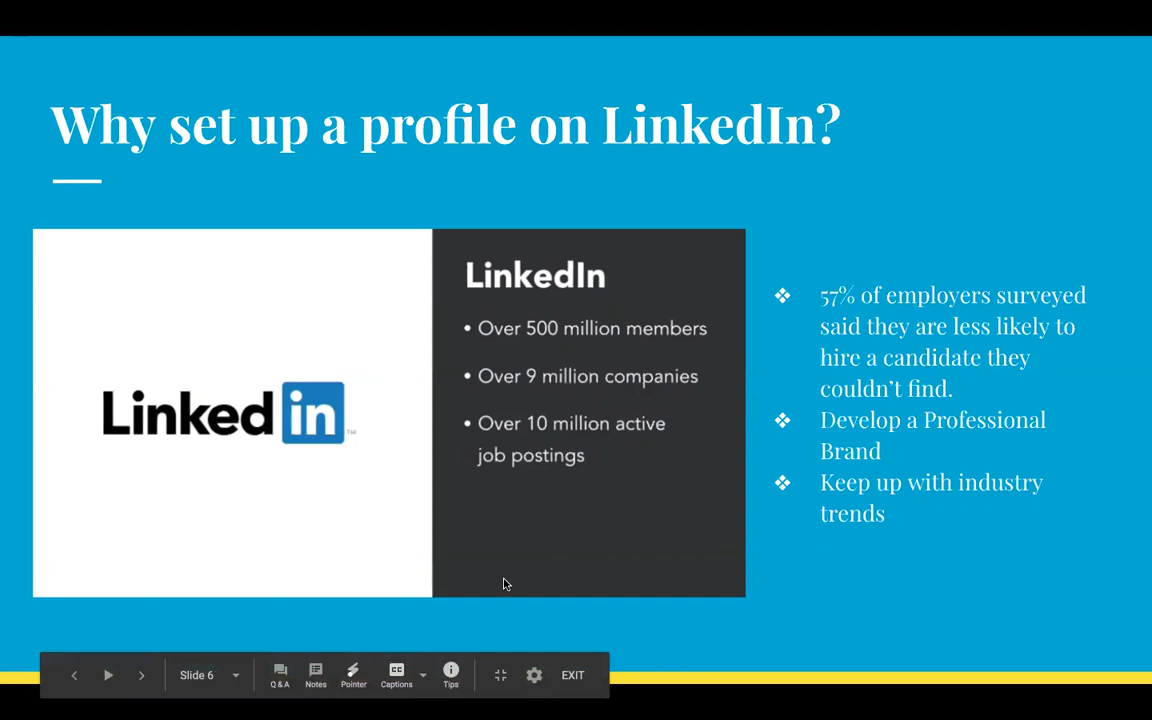 Why set up a profile on LinkedIn?
Linked in ™
LinkedIn
• Over 500 million members
• Over 9 million companies
• Over 10 million active
job postings
❖ 57% of employers surveyed
said they are less likely to
hire a candidate they
couldn’t find.
❖ Develop a Professional
Brand
❖ Keep up with industry
trends
Slide 6
Q & A
Notes
Pointer
CC
Captions
Tips
EXIT